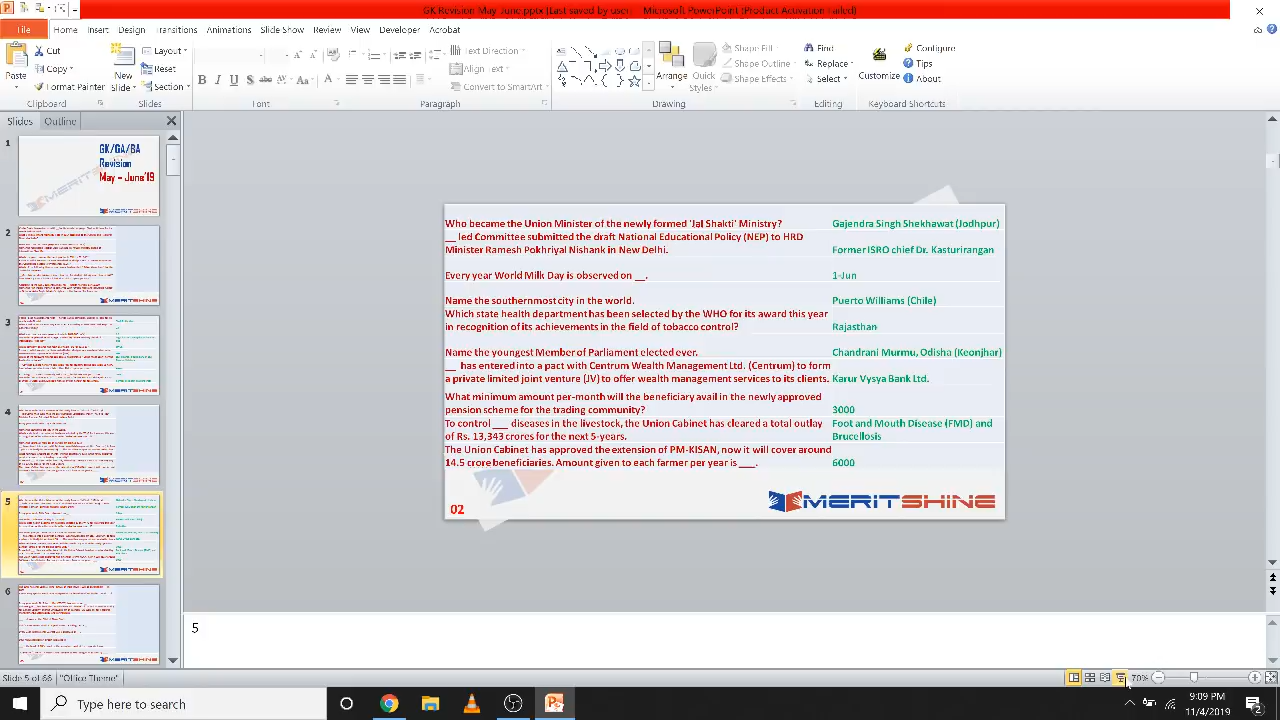 GK Revision May-June.pptx [Last saved by user] - Microsoft PowerPoint (Product Activation Failed)
File Home Insert Design Transitions Animations Slide Show Review View Developer Acrobat
Paste Cut Copy Format Painter
Clipboard
New Slide Layout Reset Section
Slides
B I U S abc AV Aa A
Font
Text Direction
Align Text
Convert to SmartArt
Paragraph
Arrange Quick Styles
Shape Fill
Shape Outline
Shape Effects
Drawing
Find
Replace
Select
Editing
Customize
Configure
Tips
About
Keyboard Shortcuts
Slides Outline
1
GK/GA/BA
Revision
May - June'19
2
3
4
5
6
Who became the Union Minister of the newly formed 'Jal Shakti' Ministry? Gajendra Singh Shekhawat (Jodhpur)
__ led Committee submitted the draft National Educational Policy (NEP) to HRD
Minister Ramesh Pokhriyal Nishank in New Delhi. Former ISRO chief Dr. Kasturirangan
Every year World Milk Day is observed on __. 1-Jun
Name the southernmost city in the world. Puerto Williams (Chile)
Which state health department has been selected by the WHO for its award this year
in recognition of its achievements in the field of tobacco control? Rajasthan
Name the youngest Member of Parliament elected ever. Chandrani Murmu, Odisha (Keonjhar)
__ has entered into a pact with Centrum Wealth Management Ltd. (Centrum) to form
a private limited joint venture (JV) to offer wealth management services to its clients. Karur Vysya Bank Ltd.
What minimum amount per-month will the beneficiary avail in the newly approved
pension scheme for the trading community? 3000
To control ___ diseases in the livestock, the Union Cabinet has cleared a total outlay Foot and Mouth Disease (FMD) and
of Rs. 13,343 crores for the next 5-years. Brucellosis
The Union Cabinet has approved the extension of PM-KISAN, now it will cover around
14.5 crore beneficiaries. Amount given to each farmer per year is ___. 6000
02
MERITSHINE
5
Slide 5 of 66 "Office Theme" 70%
Type here to search
9:09 PM
11/4/2019
2